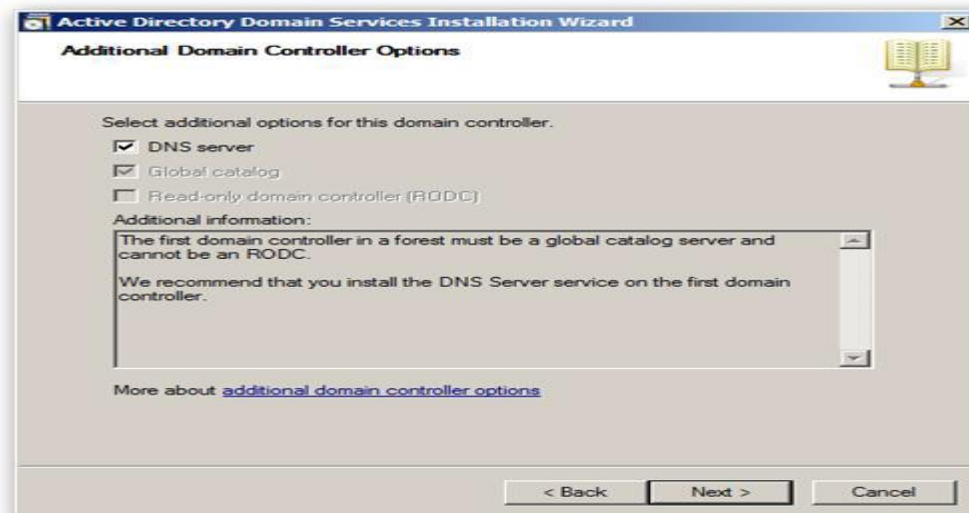 Active Directory Domain Services Installation Wizard
Additional Domain Controller Options
Select additional options for this domain controller.
DNS server
Global catalog
Read-only domain controller (RODC)
Additional information:
The first domain controller in a forest must be a global catalog server and
cannot be an RODC.
We recommend that you install the DNS Server service on the first domain
controller.
More about additional domain controller options
< Back
Next >
Cancel